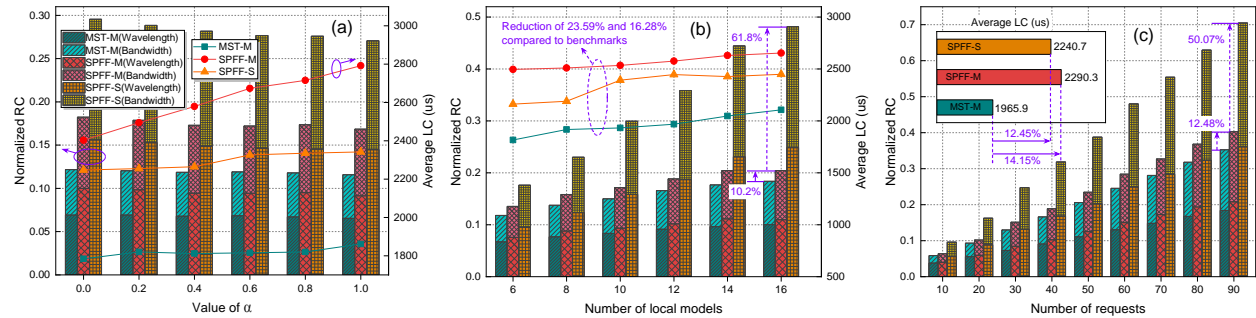 (a)
MST-M(Wavelength)
MST-M(Bandwidth)
SPFF-M(Wavelength)
SPFF-M(Bandwidth)
SPFF-S(Wavelength)
SPFF-S(Bandwidth)
MST-M
SPFF-M
SPFF-S
Normalized RC
0.30
0.25
0.20
0.15
0.10
0.05
0.00
Average LC (us)
3000
2800
2600
2400
2200
2000
1800
0.0 0.2 0.4 0.6 0.8 1.0
Value of α
(b)
Reduction of 23.59% and 16.28%
compared to benchmarks
61.8%
10.2%
Normalized RC
0.5
0.4
0.3
0.2
0.1
0.0
Average LC (us)
3000
2500
2000
1500
1000
500
6 8 10 12 14 16
Number of local models
(c)
Average LC (us)
SPFF-S 2240.7
SPFF-M 2290.3
MST-M 1965.9
12.45%
14.15%
50.07%
12.48%
Normalized RC
0.7
0.6
0.5
0.4
0.3
0.2
0.1
0.0
10 20 30 40 50 60 70 80 90
Number of requests